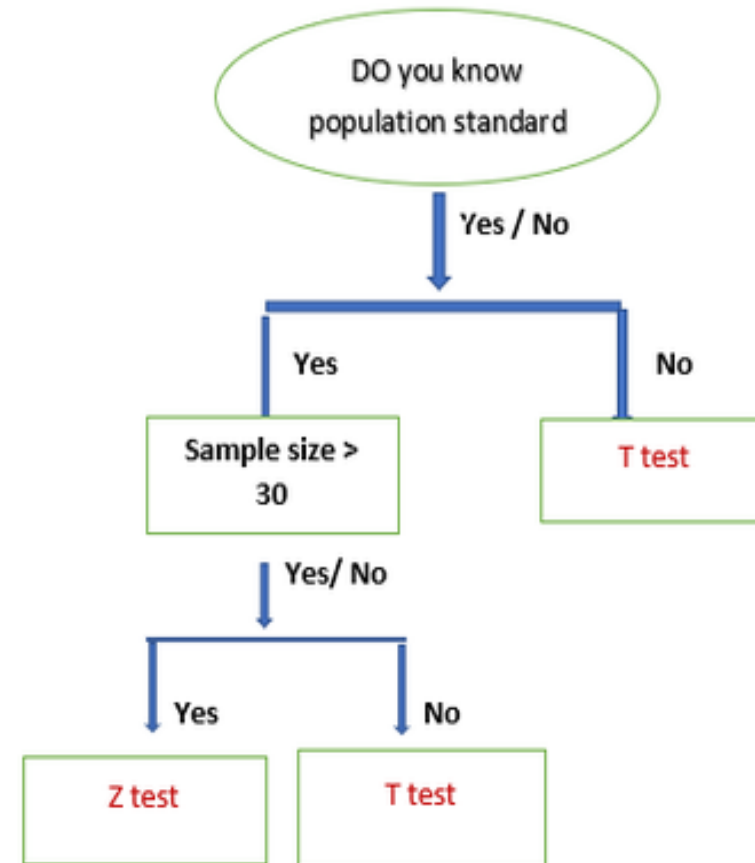 DO you know
population standard
Yes / No
Yes
No
Sample size >
30
T test
Yes/ No
Yes
No
Z test
T test